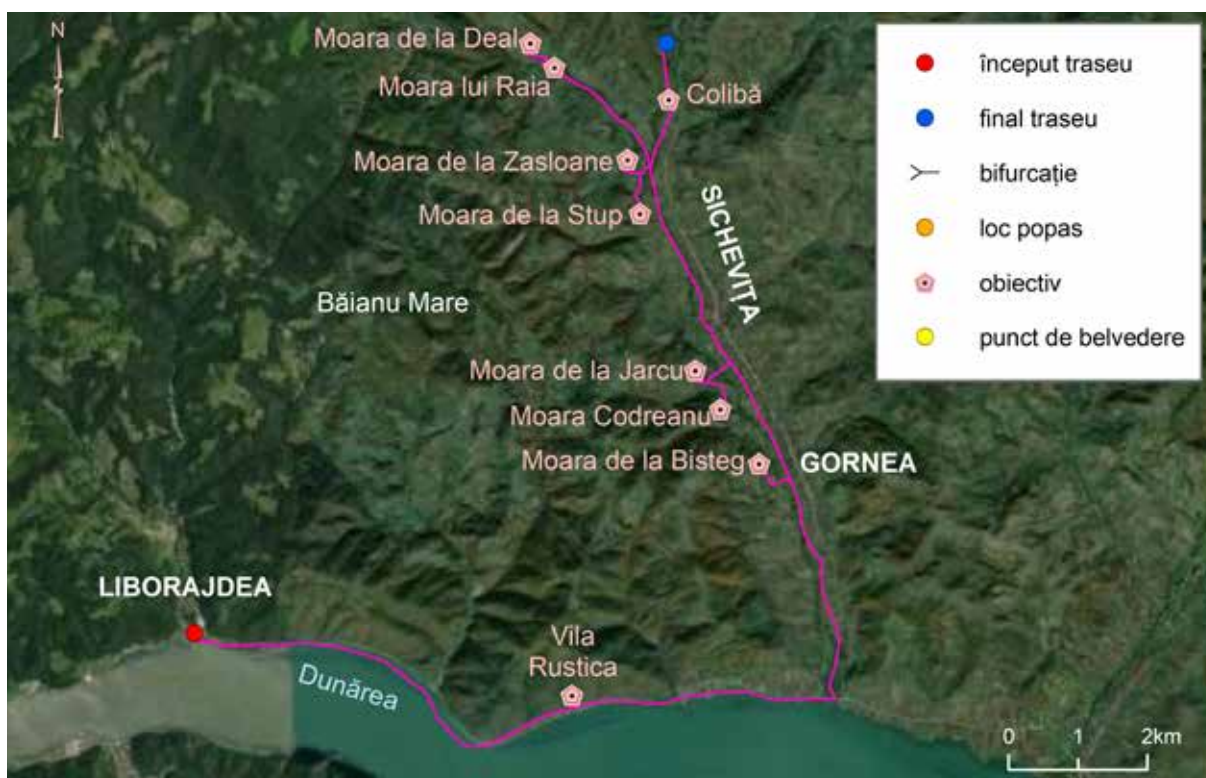 N
Moara de la Deal
Moara lui Raia
Colibă
Moara de la Zasloane
Moara de la Stup
SICHEVIȚA
Băianu Mare
Moara de la Jarcu
Moara Codreanu
Moara de la Bisteg
GORNEA
LIBORAJDEA
Vila
Rustica
Dunărea
început traseu
final traseu
bifurcație
loc popas
obiectiv
punct de belvedere
0 1 2km